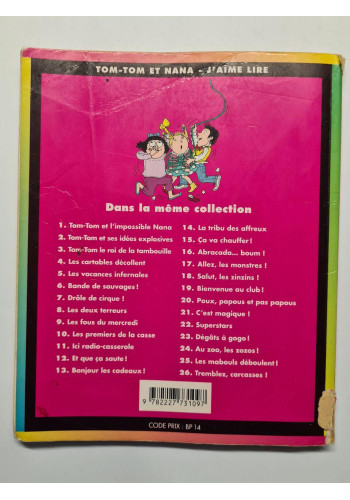 TOM-TOM ET NANA - J'AIME LIRE
Dans la même collection
1. Tom-Tom et l'impossible Nana
2. Tom-Tom et ses idées explosives
3. Tom-Tom le roi de la tambouille
4. Les cartables décollent
5. Les vacances infernales
6. Bande de sauvages !
7. Drôle de cirque !
8. Les deux terreurs
9. Les fous du mercredi
10. Les premiers de la casse
11. Ici radio-casserole
12. Et que ça saute !
13. Bonjour les cadeaux !
14. La tribu des affreux
15. Ça va chauffer !
16. Abracada... boum !
17. Allez, les monstres !
18. Salut, les zinzins !
19. Bienvenue au club !
20. Poux, papous et pas papous
21. C'est magique !
22. Superstars
23. Dégâts à gogo !
24. Au zoo, les zozos !
25. Les mabouls déboulent !
26. Tremblez, carcasses !
9 782227 731097
CODE PRIX : BP 14